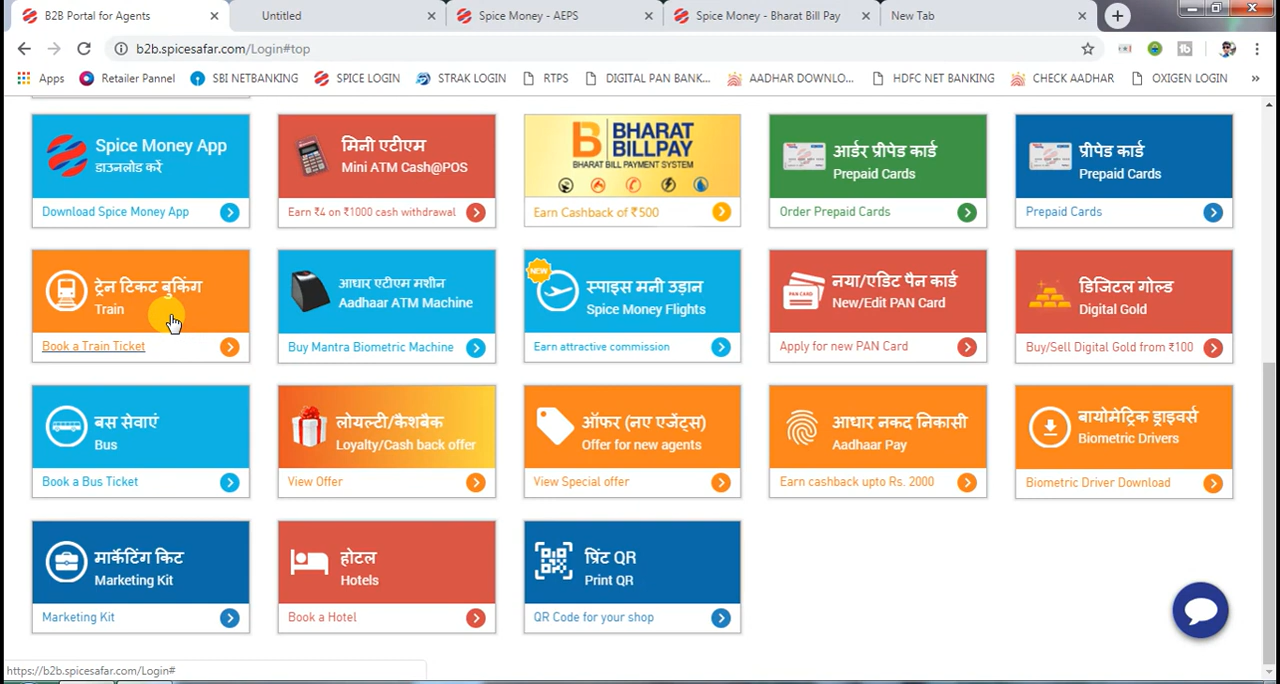 B2B Portal for Agents
Untitled
Spice Money - AEPS
Spice Money - Bharat Bill Pay
New Tab
b2b.spicesafar.com/Login#top
Apps
Retailer Pannel
SBI NETBANKING
SPICE LOGIN
STRAK LOGIN
RTPS
DIGITAL PAN BANK...
AADHAR DOWNLO...
HDFC NET BANKING
CHECK AADHAR
OXIGEN LOGIN
Spice Money App
डाउनलोड करें
Download Spice Money App
मिनी एटीएम
Mini ATM Cash@POS
Earn ₹4 on ₹1000 cash withdrawal
BHARAT
BILLPAY
BHARAT BILL PAYMENT SYSTEM
Earn Cashback of ₹500
आर्डर प्रीपेड कार्ड
Prepaid Cards
Order Prepaid Cards
प्रीपेड कार्ड
Prepaid Cards
Prepaid Cards
ट्रेन टिकट बुकिंग
Train
Book a Train Ticket
आधार एटीएम मशीन
Aadhaar ATM Machine
Buy Mantra Biometric Machine
NEW
स्पाइस मनी उड़ान
Spice Money Flights
Earn attractive commission
PAN CARD
नया/एडिट पैन कार्ड
New/Edit PAN Card
Apply for new PAN Card
डिजिटल गोल्ड
Digital Gold
Buy/Sell Digital Gold from ₹100
बस सेवाएं
Bus
Book a Bus Ticket
लोयल्टी/कैशबैक
Loyalty/Cash back offer
View Offer
ऑफर (नए एजेंट्स)
Offer for new agents
View Special offer
आधार नकद निकासी
Aadhaar Pay
Earn cashback upto Rs. 2000
बायोमेट्रिक ड्राइवर्स
Biometric Drivers
Biometric Driver Download
मार्केटिंग किट
Marketing Kit
Marketing Kit
होटल
Hotels
Book a Hotel
प्रिंट QR
Print QR
QR Code for your shop
https://b2b.spicesafar.com/Login#